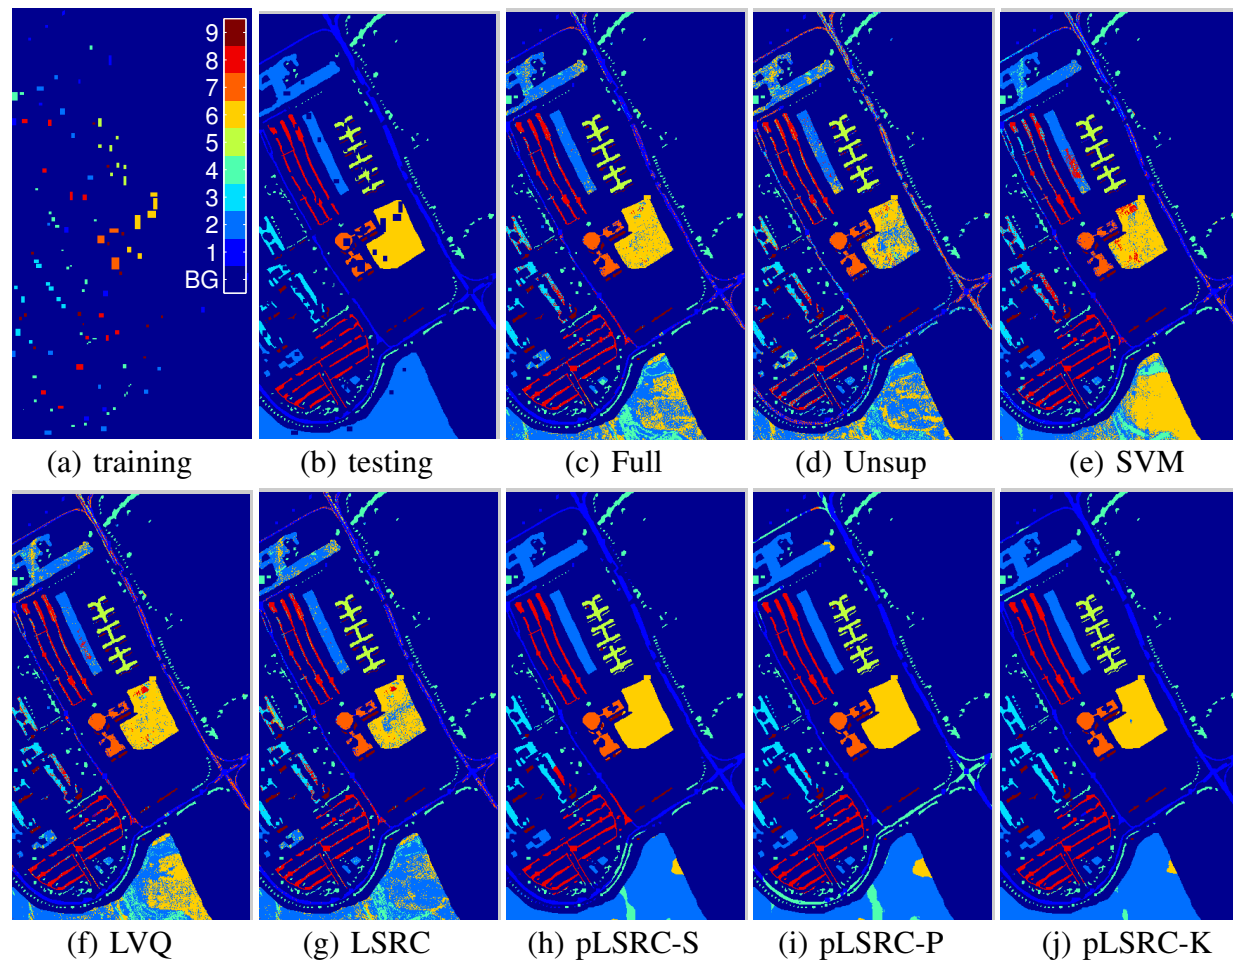 9
8
7
6
5
4
3
2
1
BG
(a) training
(b) testing
(c) Full
(d) Unsup
(e) SVM
(f) LVQ
(g) LSRC
(h) pLSRC-S
(i) pLSRC-P
(j) pLSRC-K